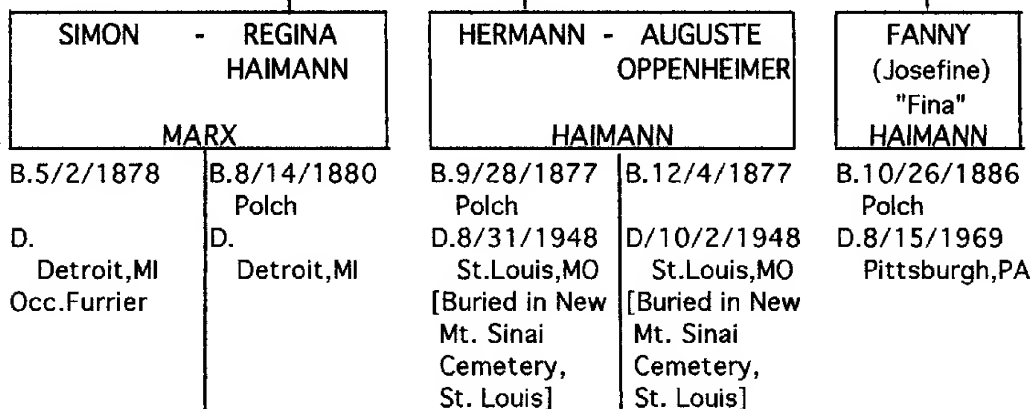 SIMON - REGINA
HAIMANN
MARX
B.5/2/1878
D.
Detroit,MI
Occ.Furrier
B.8/14/1880
Polch
D.
Detroit,MI
HERMANN - AUGUSTE
OPPENHEIMER
HAIMANN
B.9/28/1877
Polch
D.8/31/1948
St.Louis,MO
[Buried in New
Mt. Sinai
Cemetery,
St. Louis]
B.12/4/1877
D/10/2/1948
St.Louis,MO
[Buried in New
Mt. Sinai
Cemetery,
St. Louis]
FANNY
(Josefine)
"Fina"
HAIMANN
B.10/26/1886
Polch
D.8/15/1969
Pittsburgh,PA